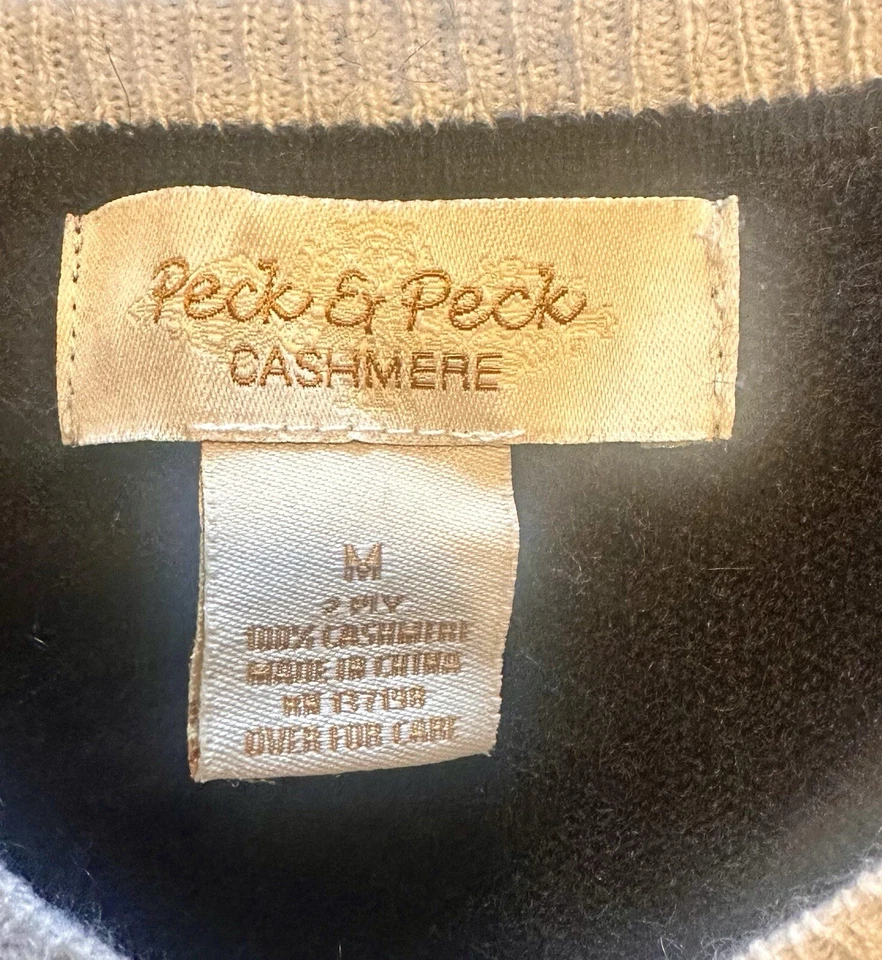 Peck & Peck
CASHMERE
M
2 PLY
100% CASHMERE
MADE IN CHINA
RN 137198
OVER FOR CARE